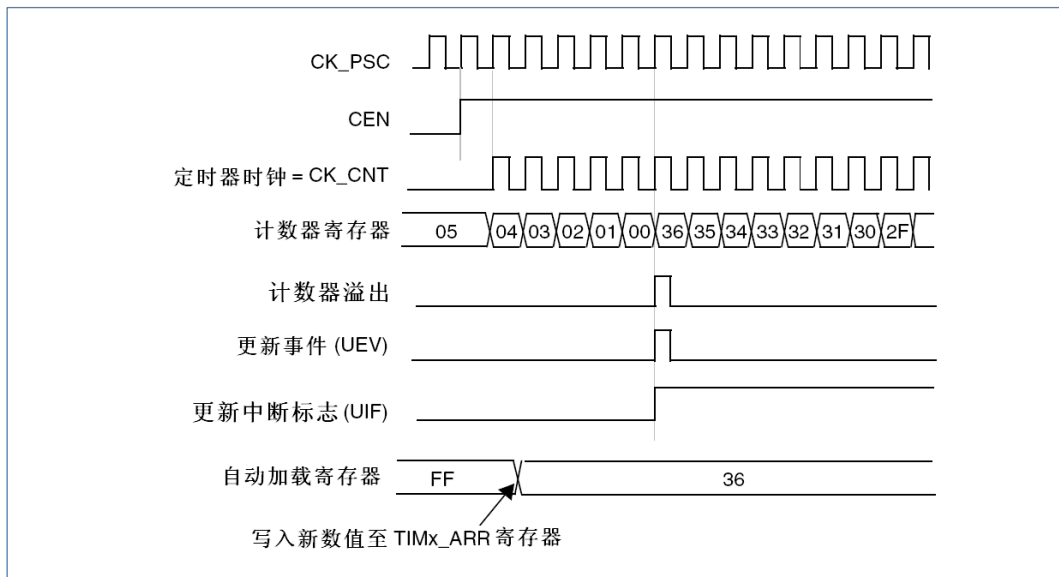 CK_PSC
CEN
定时器时钟 = CK_CNT
计数器寄存器 05 04 03 02 01 00 36 35 34 33 32 31 30 2F
计数器溢出
更新事件 (UEV)
更新中断标志 (UIF)
自动加载寄存器 FF 36
写入新数值至 TIMx_ARR 寄存器